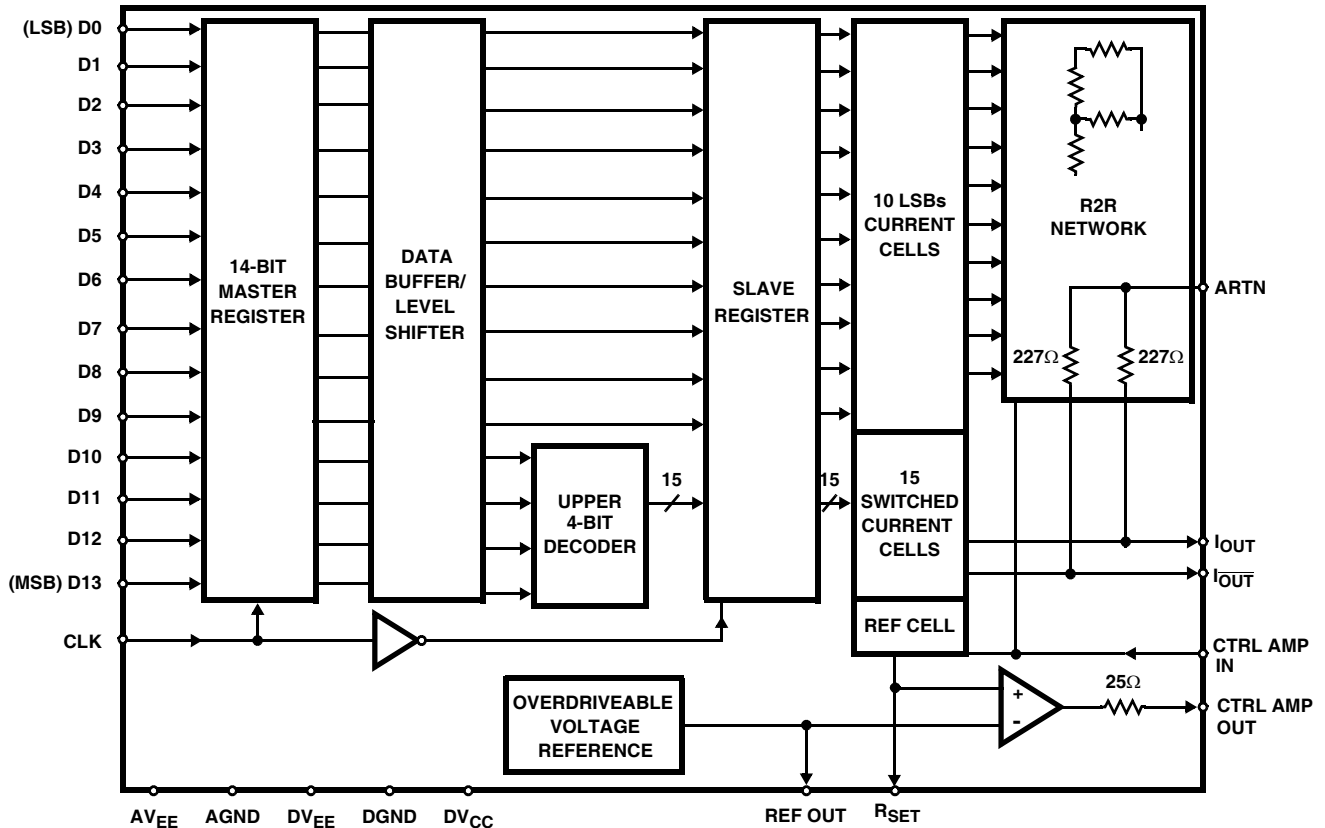 (LSB) D0
D1
D2
D3
D4
D5
D6
D7
D8
D9
D10
D11
D12
(MSB) D13
CLK
14-BIT
MASTER
REGISTER
DATA
BUFFER/
LEVEL
SHIFTER
UPPER
4-BIT
DECODER
15
SLAVE
REGISTER
15
10 LSBs
CURRENT
CELLS
15
SWITCHED
CURRENT
CELLS
REF CELL
R2R
NETWORK
227Ω
227Ω
ARTN
IOUT
IOUT
CTRL AMP
IN
25Ω
CTRL AMP
OUT
+
-
OVERDRIVEABLE
VOLTAGE
REFERENCE
AVEE
AGND
DVEE
DGND
DVCC
REF OUT
RSET